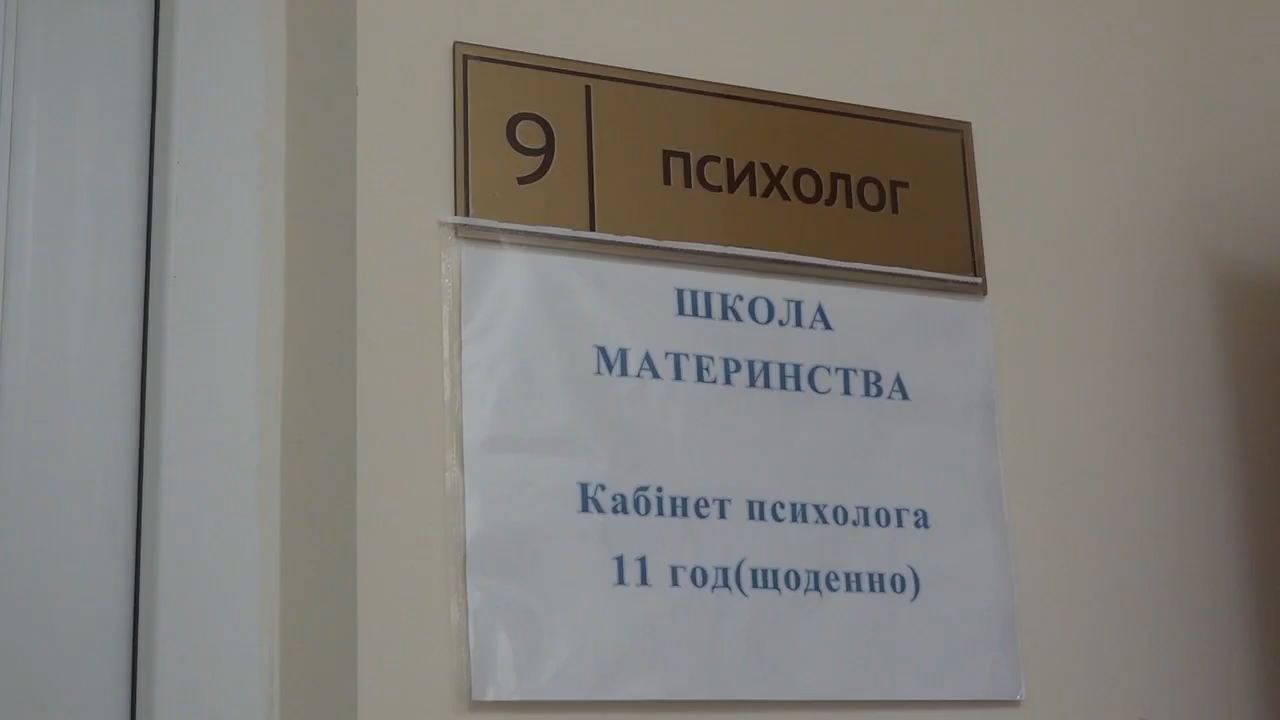 9 ПСИХОЛОГ
ШКОЛА
МАТЕРИНСТВА
Кабінет психолога
11 год(щоденно)